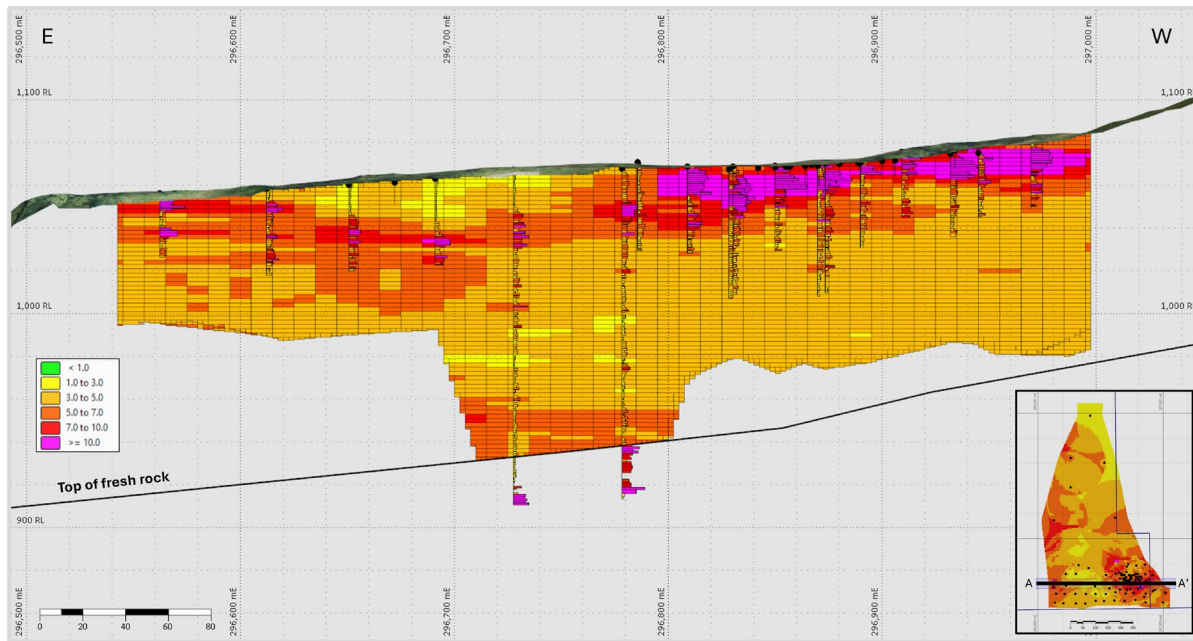 296,500 mE
296,600 mE
296,700 mE
296,800 mE
296,900 mE
297,000 mE
E
W
1,100 RL
1,100 RL
1,000 RL
1,000 RL
< 1.0
1.0 to 3.0
3.0 to 5.0
5.0 to 7.0
7.0 to 10.0
>= 10.0
Top of fresh rock
900 RL
A
A'
0 20 40 60 80
296,500 mE
296,600 mE
296,700 mE
296,800 mE
296,900 mE